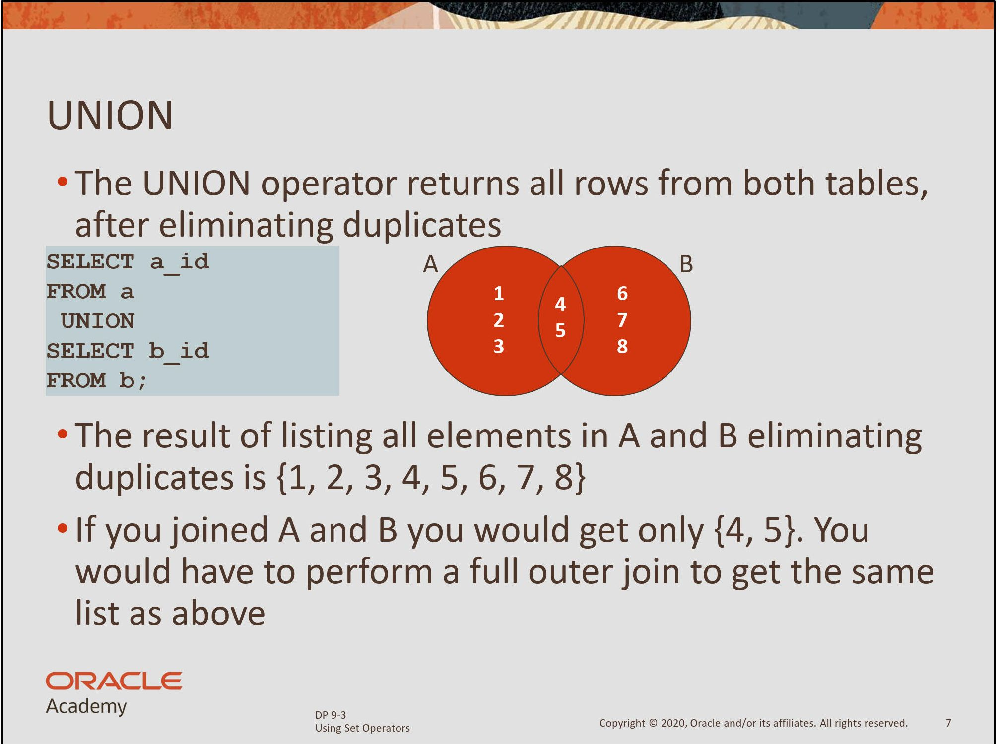 UNION
• The UNION operator returns all rows from both tables,
after eliminating duplicates
SELECT a_id
FROM a
 UNION
SELECT b_id
FROM b;
A
B
1
2
3
4
5
6
7
8
• The result of listing all elements in A and B eliminating
duplicates is {1, 2, 3, 4, 5, 6, 7, 8}
• If you joined A and B you would get only {4, 5}. You
would have to perform a full outer join to get the same
list as above
ORACLE
Academy
DP 9-3
Using Set Operators
Copyright © 2020, Oracle and/or its affiliates. All rights reserved.
7